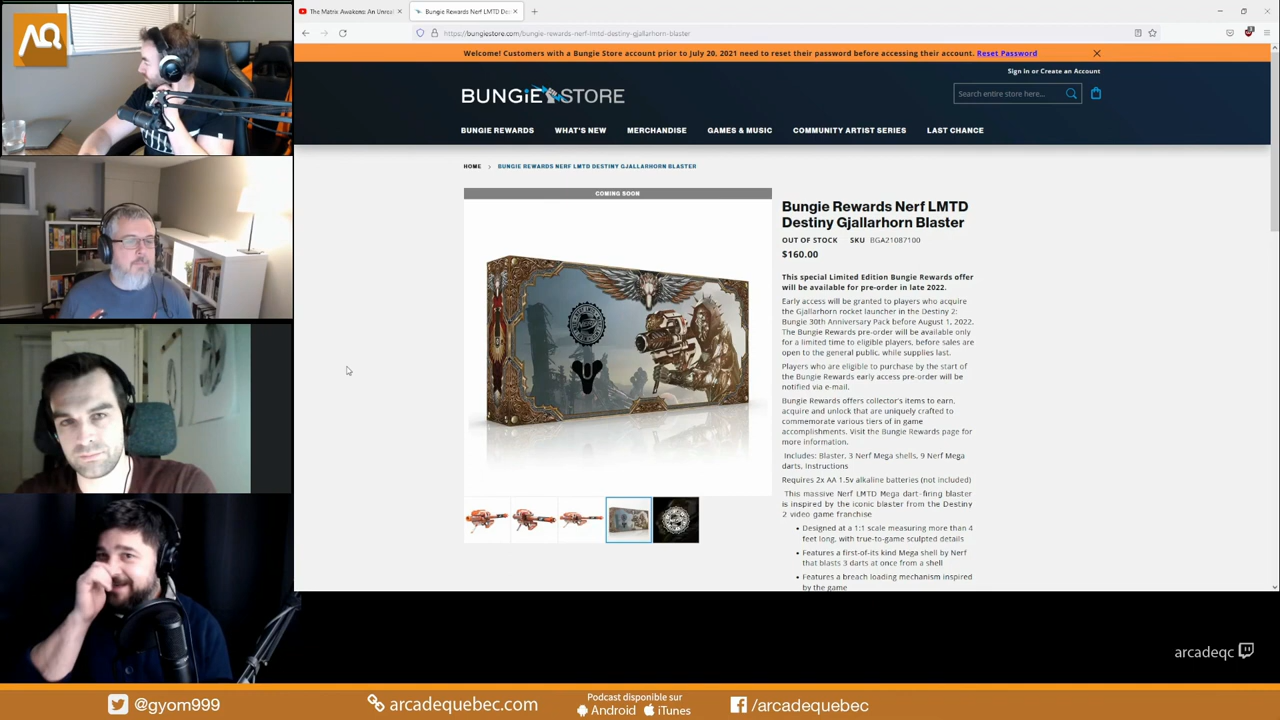 AQ
The Matrix Awakens: An Unreal
Bungie Rewards Nerf LMTD De
https://bungiestore.com/bungie-rewards-nerf-lmtd-destiny-gjallarhorn-blaster
Welcome! Customers with a Bungie Store account prior to July 20, 2021 need to reset their password before accessing their account. Reset Password
Sign in or Create an Account
BUNGiE STORE
Search entire store here...
BUNGIE REWARDS WHAT'S NEW MERCHANDISE GAMES & MUSIC COMMUNITY ARTIST SERIES LAST CHANCE
HOME > BUNGIE REWARDS NERF LMTD DESTINY GJALLARHORN BLASTER
COMING SOON
Bungie Rewards Nerf LMTD
Destiny Gjallarhorn Blaster
OUT OF STOCK SKU BGA21087100
$160.00
This special Limited Edition Bungie Rewards offer
will be available for pre-order in late 2022.
Early access will be granted to players who acquire
the Gjallarhorn rocket launcher in the Destiny 2:
Bungie 30th Anniversary Pack before August 1, 2022.
The Bungie Rewards pre-order will be available only
for a limited time to eligible players, before sales are
open to the general public, while supplies last.
Players who are eligible to purchase by the start of
the Bungie Rewards early access pre-order will be
notified via e-mail.
Bungie Rewards offers collector's items to earn,
acquire and unlock that are uniquely crafted to
commemorate various tiers of in game
accomplishments. Visit the Bungie Rewards page for
more information.
Includes: Blaster, 3 Nerf Mega shells, 9 Nerf Mega
darts, Instructions
Requires 2x AA 1.5v alkaline batteries (not included)
This massive Nerf LMTD Mega dart-firing blaster
is inspired by the iconic blaster from the Destiny
2 video game franchise
• Designed at a 1:1 scale measuring more than 4
feet long, with true-to-game sculpted details
• Features a first-of-its kind Mega shell by Nerf
that blasts 3 darts at once from a shell
• Features a breach loading mechanism inspired
by the game
arcadeqc
@gyom999
arcadequebec.com
Podcast disponible sur
Android iTunes
/arcadequebec